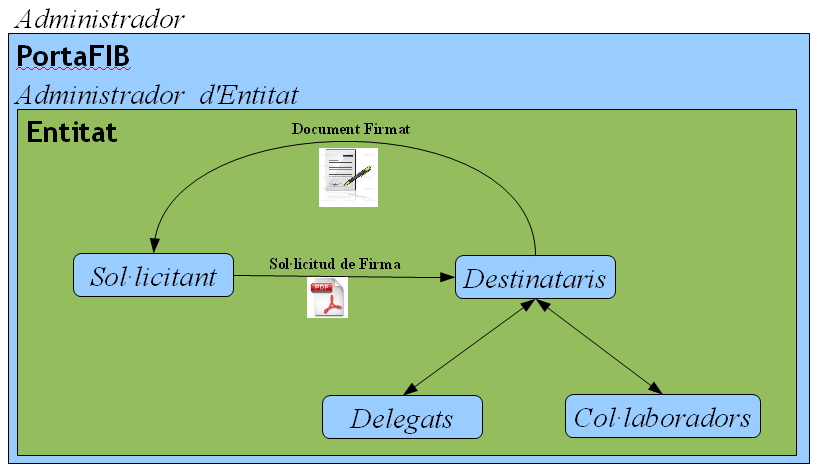 Administrador
PortaFIB
Administrador d'Entitat
Entitat
Document Firmat
Sol·licitud de Firma
Sol·licitant
PDF
Destinataris
Delegats
Col·laboradors